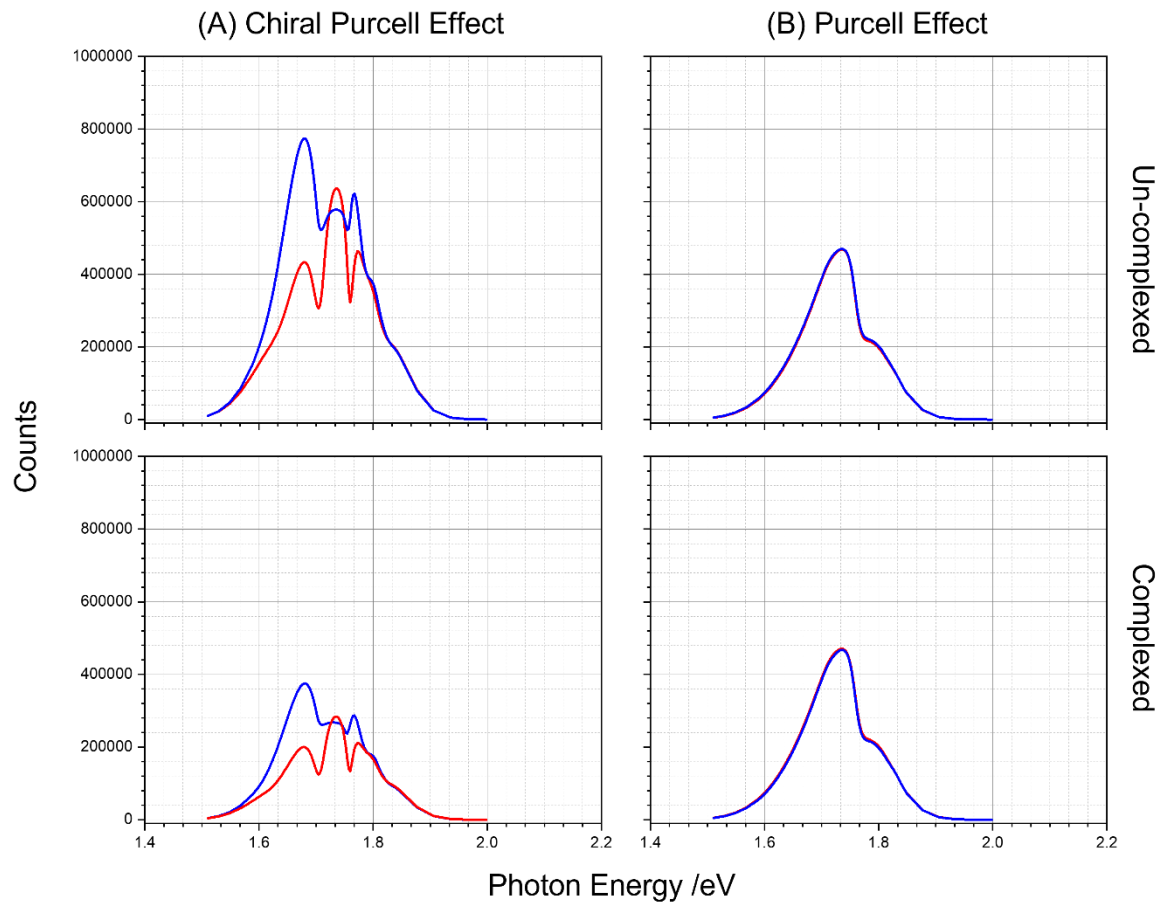 (A) Chiral Purcell Effect
(B) Purcell Effect
1000000
800000
600000
400000
200000
0
Un-complexed
Counts
1000000
800000
600000
400000
200000
0
Complexed
1.4 1.6 1.8 2.0 2.2
1.4 1.6 1.8 2.0 2.2
Photon Energy /eV